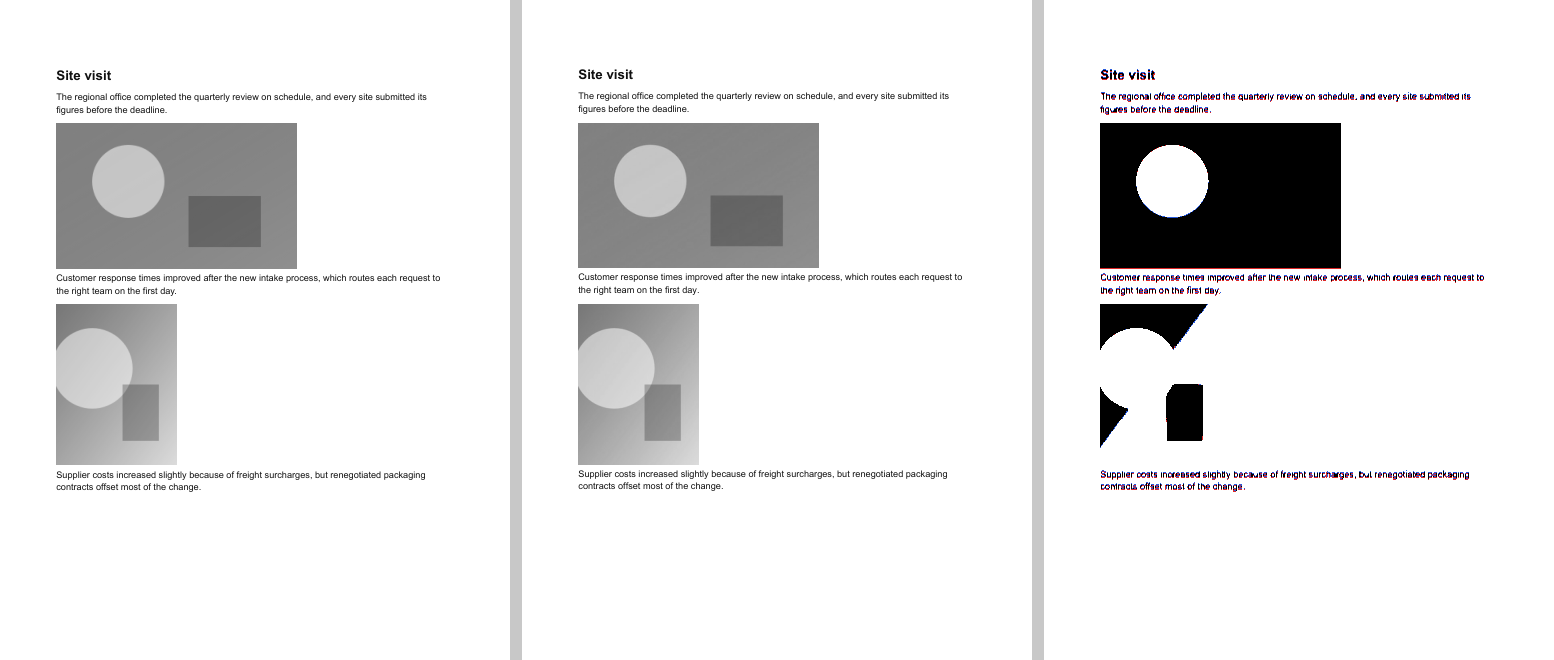 Site visit
The regional office completed the quarterly review on schedule, and every site submitted its
figures before the deadline.
Customer response times improved after the new intake process, which routes each request to
the right team on the first day.
Supplier costs increased slightly because of freight surcharges, but renegotiated packaging
contracts offset most of the change.
Site visit
The regional office completed the quarterly review on schedule, and every site submitted its
figures before the deadline.
Customer response times improved after the new intake process, which routes each request to
the right team on the first day.
Supplier costs increased slightly because of freight surcharges, but renegotiated packaging
contracts offset most of the change.
Site visit
The regional office completed the quarterly review on schedule, and every site submitted its
figures before the deadline.
Customer response times improved after the new intake process, which routes each request to
the right team on the first day.
Supplier costs increased slightly because of freight surcharges, but renegotiated packaging
contracts offset most of the change.